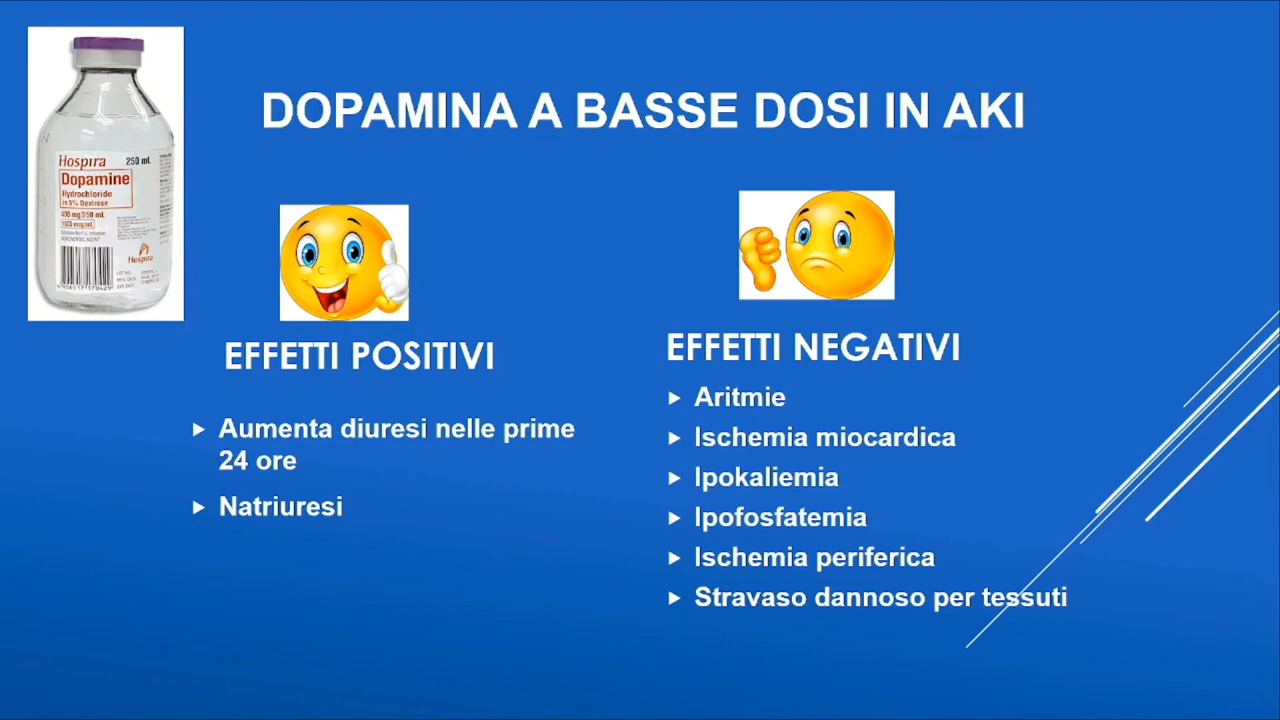 DOPAMINA A BASSE DOSI IN AKI
Hospira 250 mL
Dopamine
Hydrochloride
in 5% Dextrose
400 mg/250 mL
Hospira
EFFETTI POSITIVI
Aumenta diuresi nelle prime
24 ore
Natriuresi
EFFETTI NEGATIVI
Aritmie
Ischemia miocardica
Ipokaliemia
Ipofosfatemia
Ischemia periferica
Stravaso dannoso per tessuti